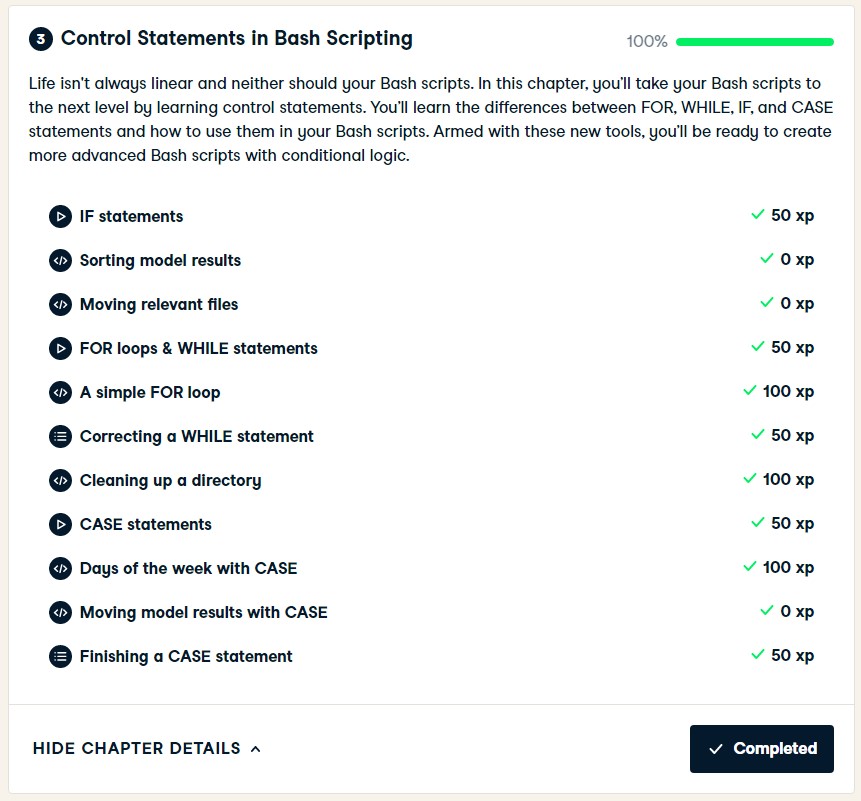 3 Control Statements in Bash Scripting 100%
Life isn't always linear and neither should your Bash scripts. In this chapter, you'll take your Bash scripts to
the next level by learning control statements. You'll learn the differences between FOR, WHILE, IF, and CASE
statements and how to use them in your Bash scripts. Armed with these new tools, you'll be ready to create
more advanced Bash scripts with conditional logic.
IF statements 50 xp
Sorting model results 0 xp
Moving relevant files 0 xp
FOR loops & WHILE statements 50 xp
A simple FOR loop 100 xp
Correcting a WHILE statement 50 xp
Cleaning up a directory 100 xp
CASE statements 50 xp
Days of the week with CASE 100 xp
Moving model results with CASE 0 xp
Finishing a CASE statement 50 xp
HIDE CHAPTER DETAILS Completed